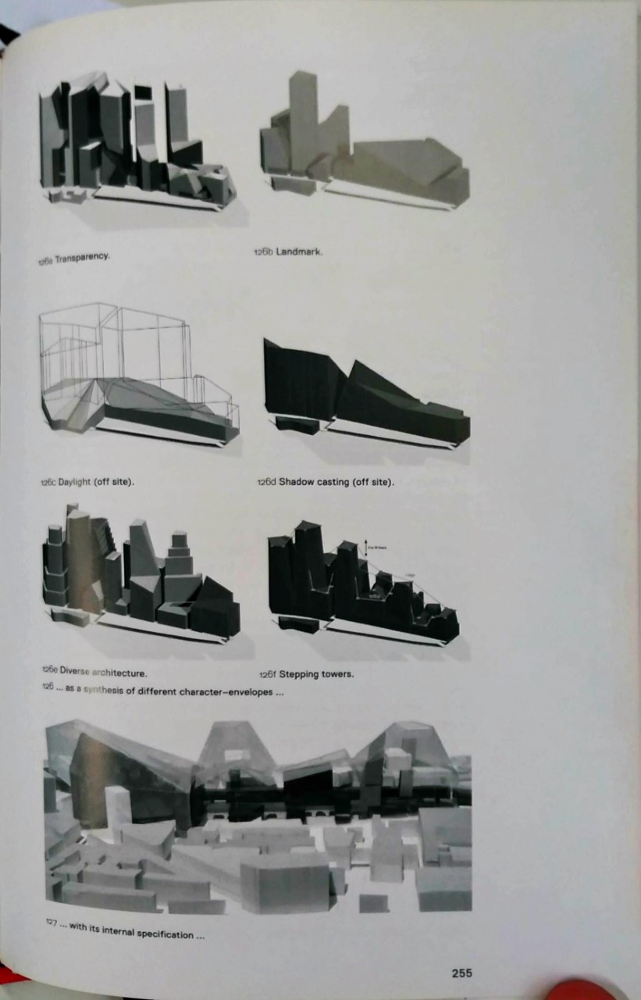 126a Transparency.
126b Landmark.
126c Daylight (off site).
126d Shadow casting (off site).
126e Diverse architecture.
126f Stepping towers.
126 ... as a synthesis of different character–envelopes ...
127 ... with its internal specification ...
255